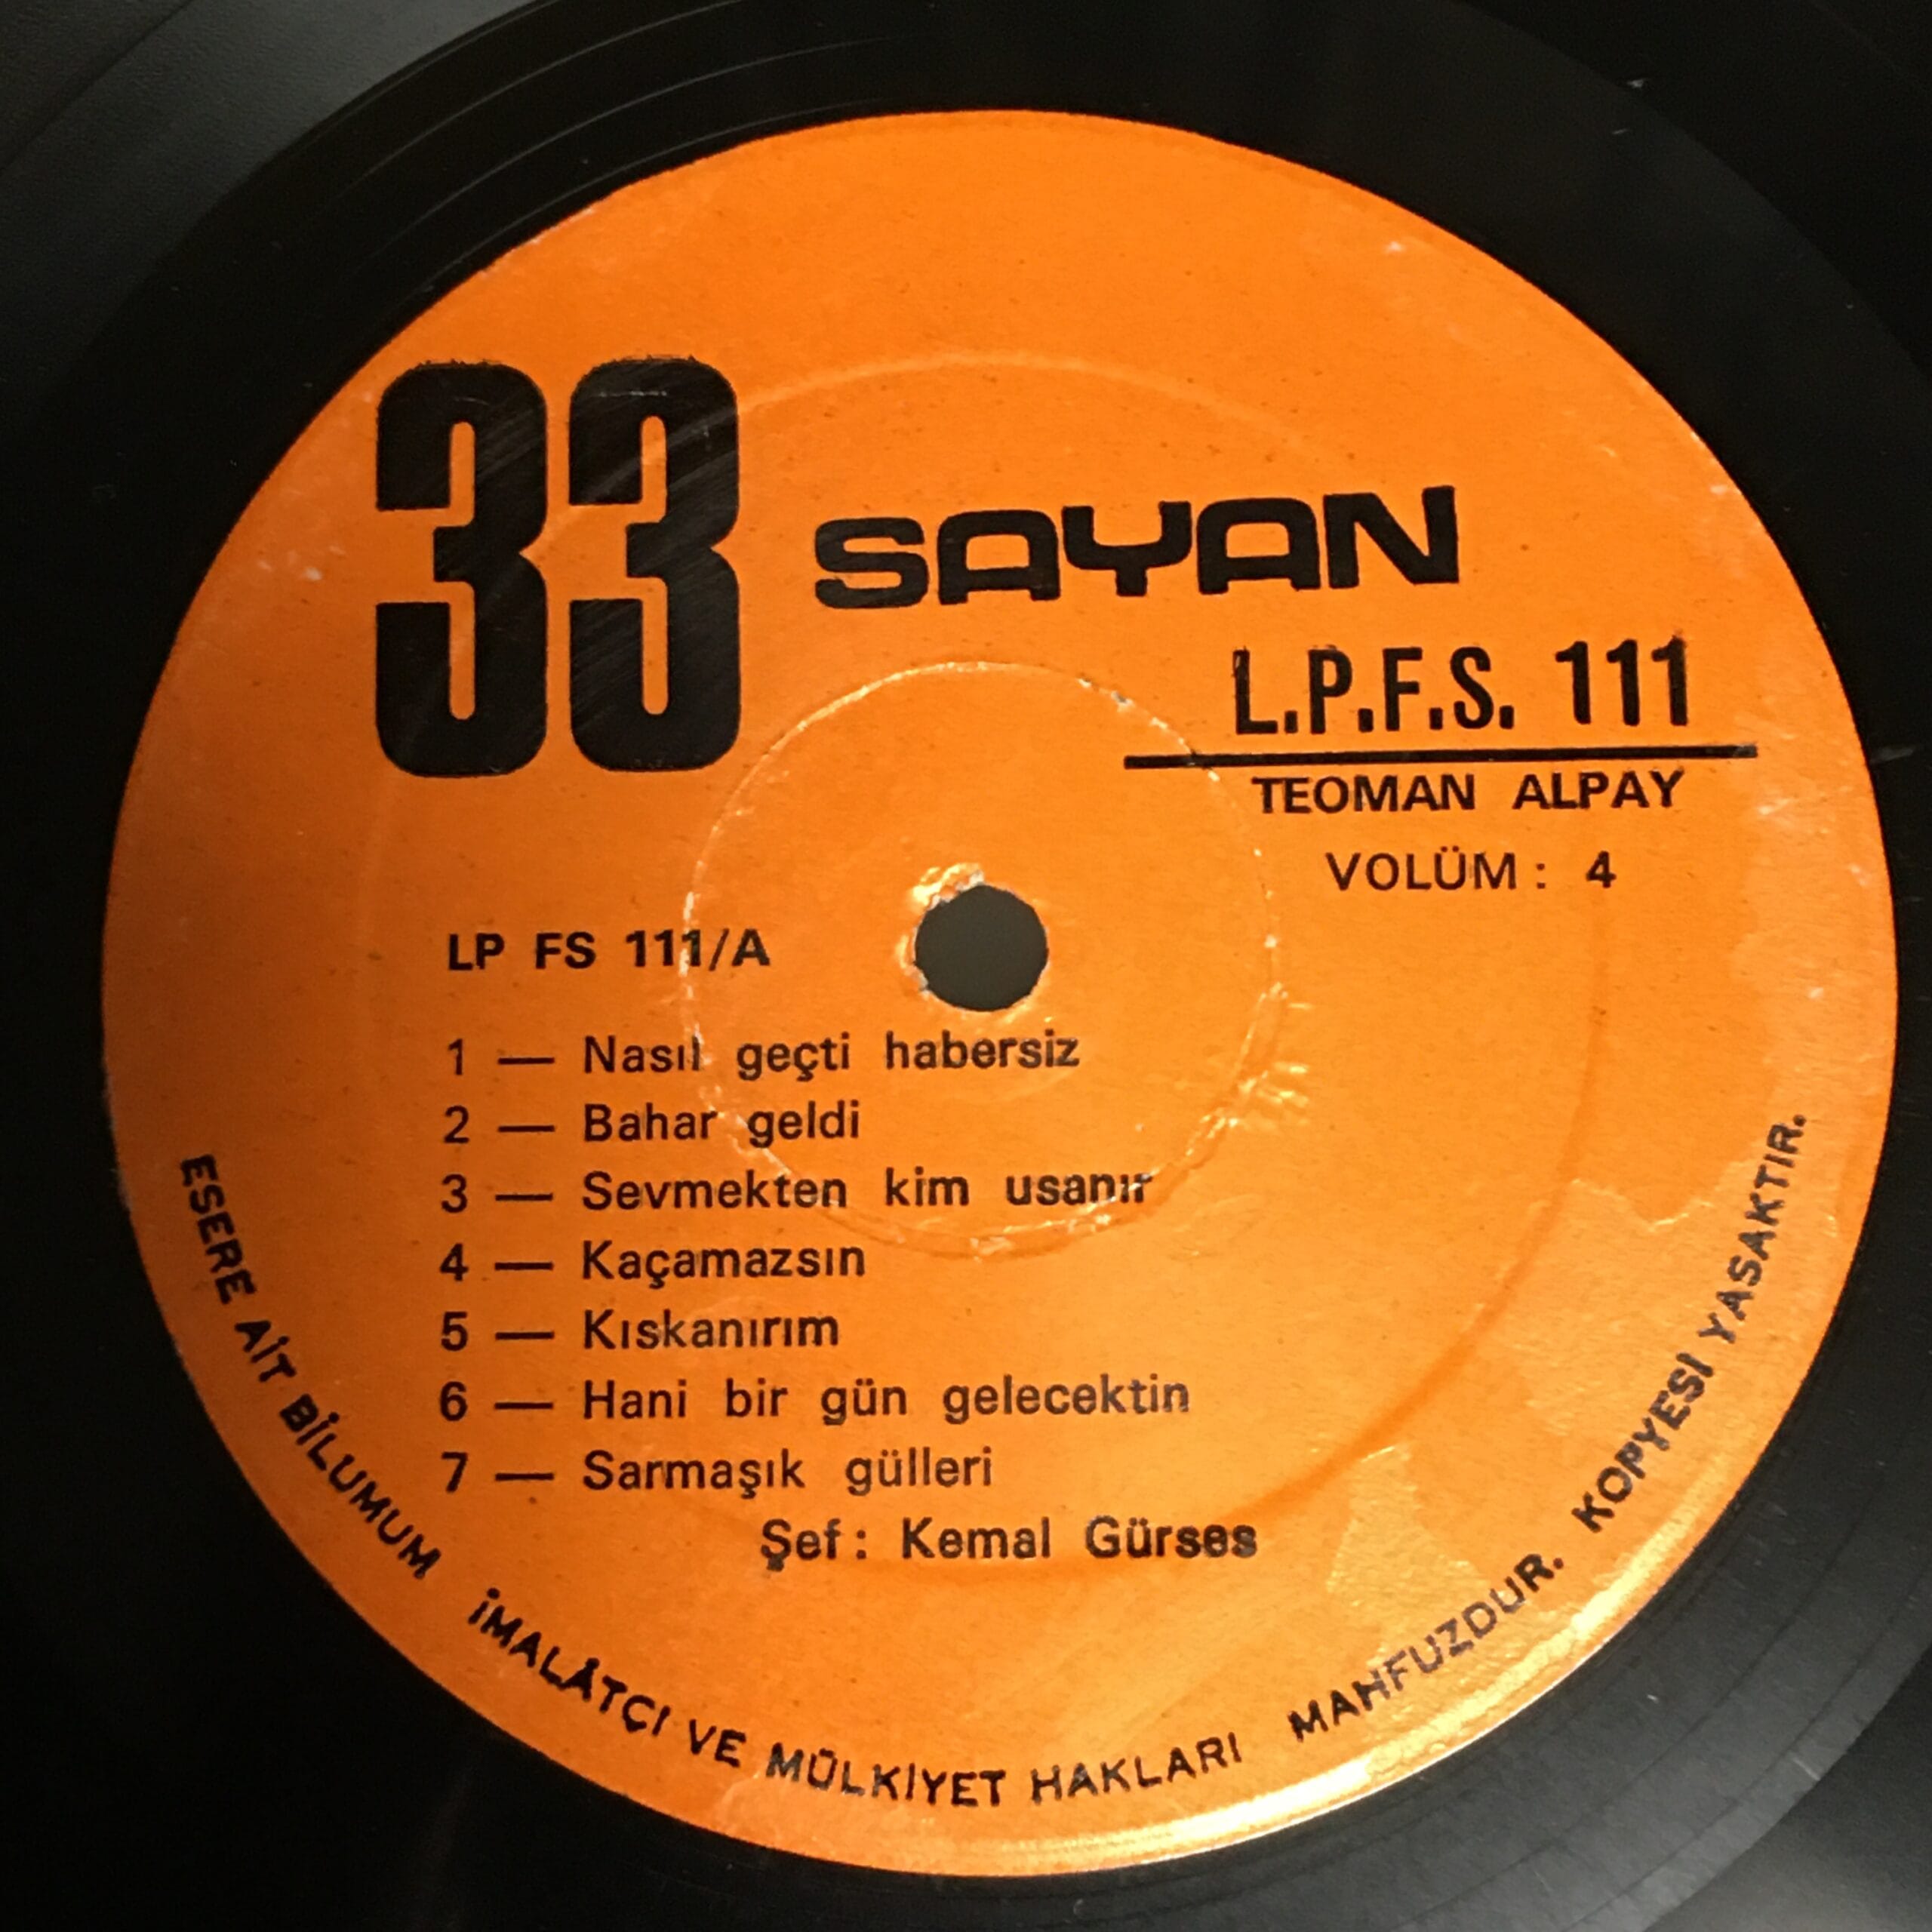 33 SAYAN
L.P.F.S. 111
TEOMAN ALPAY
VOLÜM : 4
LP FS 111/A
1 — Nasıl geçti habersiz
2 — Bahar geldi
3 — Sevmekten kim usanır
4 — Kaçamazsın
5 — Kıskanırım
6 — Hani bir gün gelecektin
7 — Sarmaşık gülleri
Şef : Kemal Gürses
ESERE AİT BİLUMUM İMALÂTÇI VE MÜLKİYET HAKLARI MAHFUZDUR. KOPYESİ YASAKTIR.